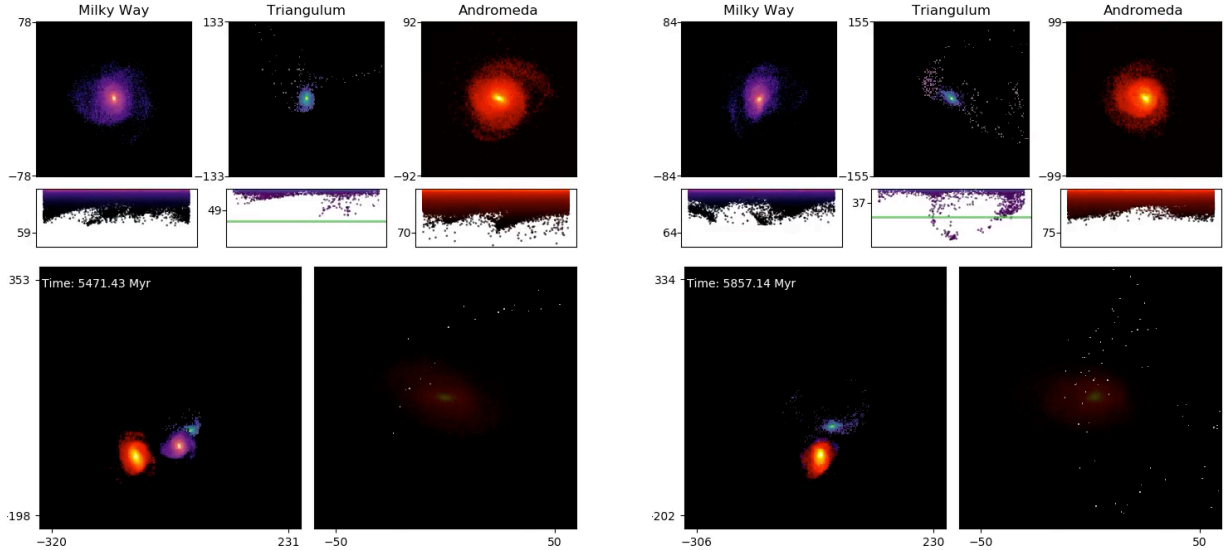 Milky Way Triangulum Andromeda
78 133 92
−78 −133 −92
59 49 70
353
Time: 5471.43 Myr
-198
−320 231 −50 50
Milky Way Triangulum Andromeda
84 155 99
−84 −155 −99
64 37 75
334
Time: 5857.14 Myr
-202
−306 230 −50 50